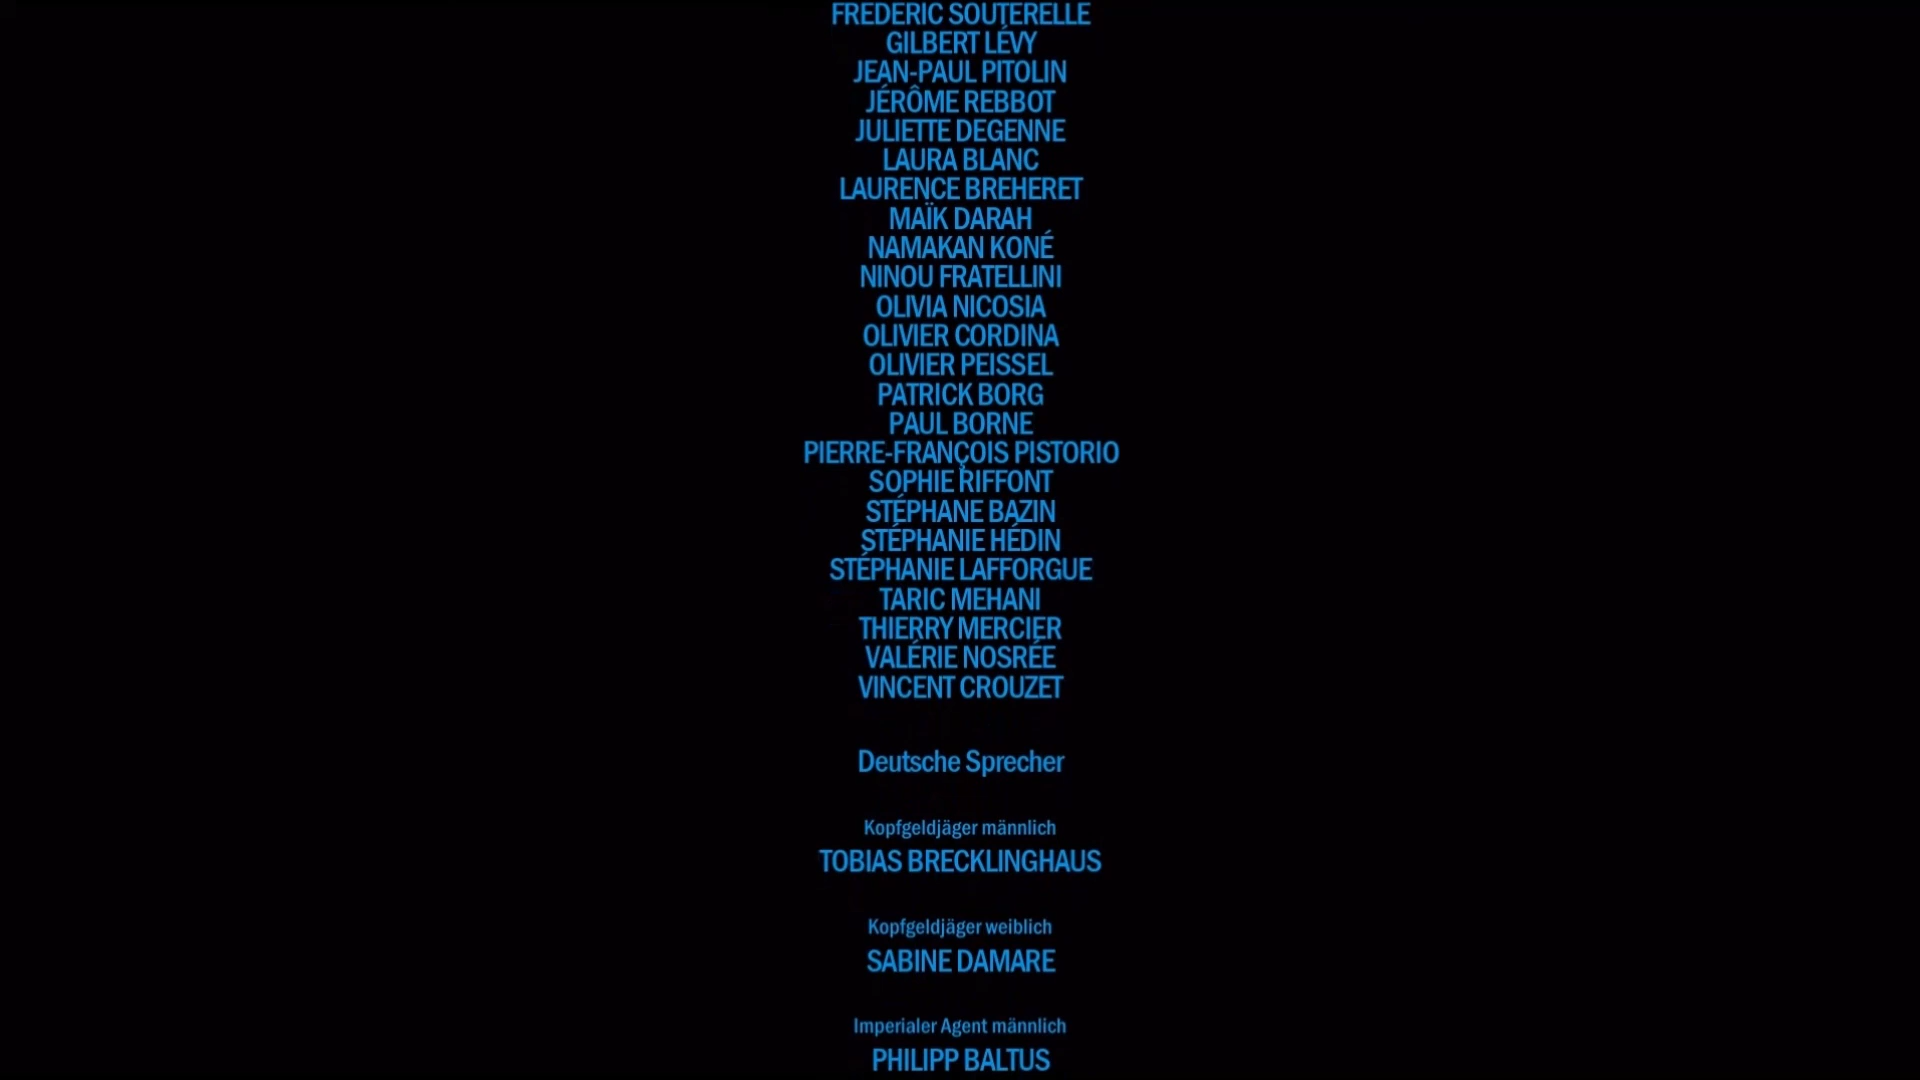 FREDERIC SOUTERELLE
GILBERT LÉVY
JEAN-PAUL PITOLIN
JÉRÔME REBBOT
JULIETTE DEGENNE
LAURA BLANC
LAURENCE BREHERET
MAÏK DARAH
NAMAKAN KONÉ
NINOU FRATELLINI
OLIVIA NICOSIA
OLIVIER CORDINA
OLIVIER PEISSEL
PATRICK BORG
PAUL BORNE
PIERRE-FRANÇOIS PISTORIO
SOPHIE RIFFONT
STÉPHANE BAZIN
STÉPHANIE HÉDIN
STÉPHANIE LAFFORGUE
TARIC MEHANI
THIERRY MERCIER
VALÉRIE NOSRÉE
VINCENT CROUZET
Deutsche Sprecher
Kopfgeldjäger männlich
TOBIAS BRECKLINGHAUS
Kopfgeldjäger weiblich
SABINE DAMARE
Imperialer Agent männlich
PHILIPP BALTUS